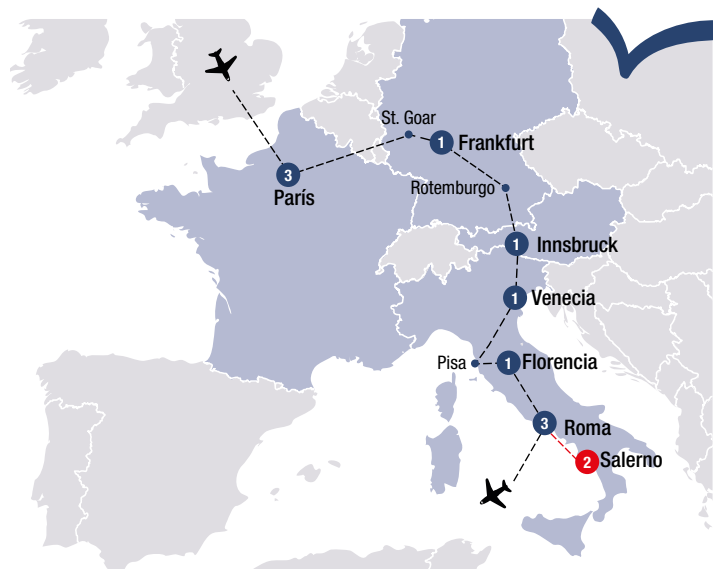 St. Goar
1 Frankfurt
3
París
Rotemburgo
1 Innsbruck
1 Venecia
Pisa
1 Florencia
3 Roma
2 Salerno